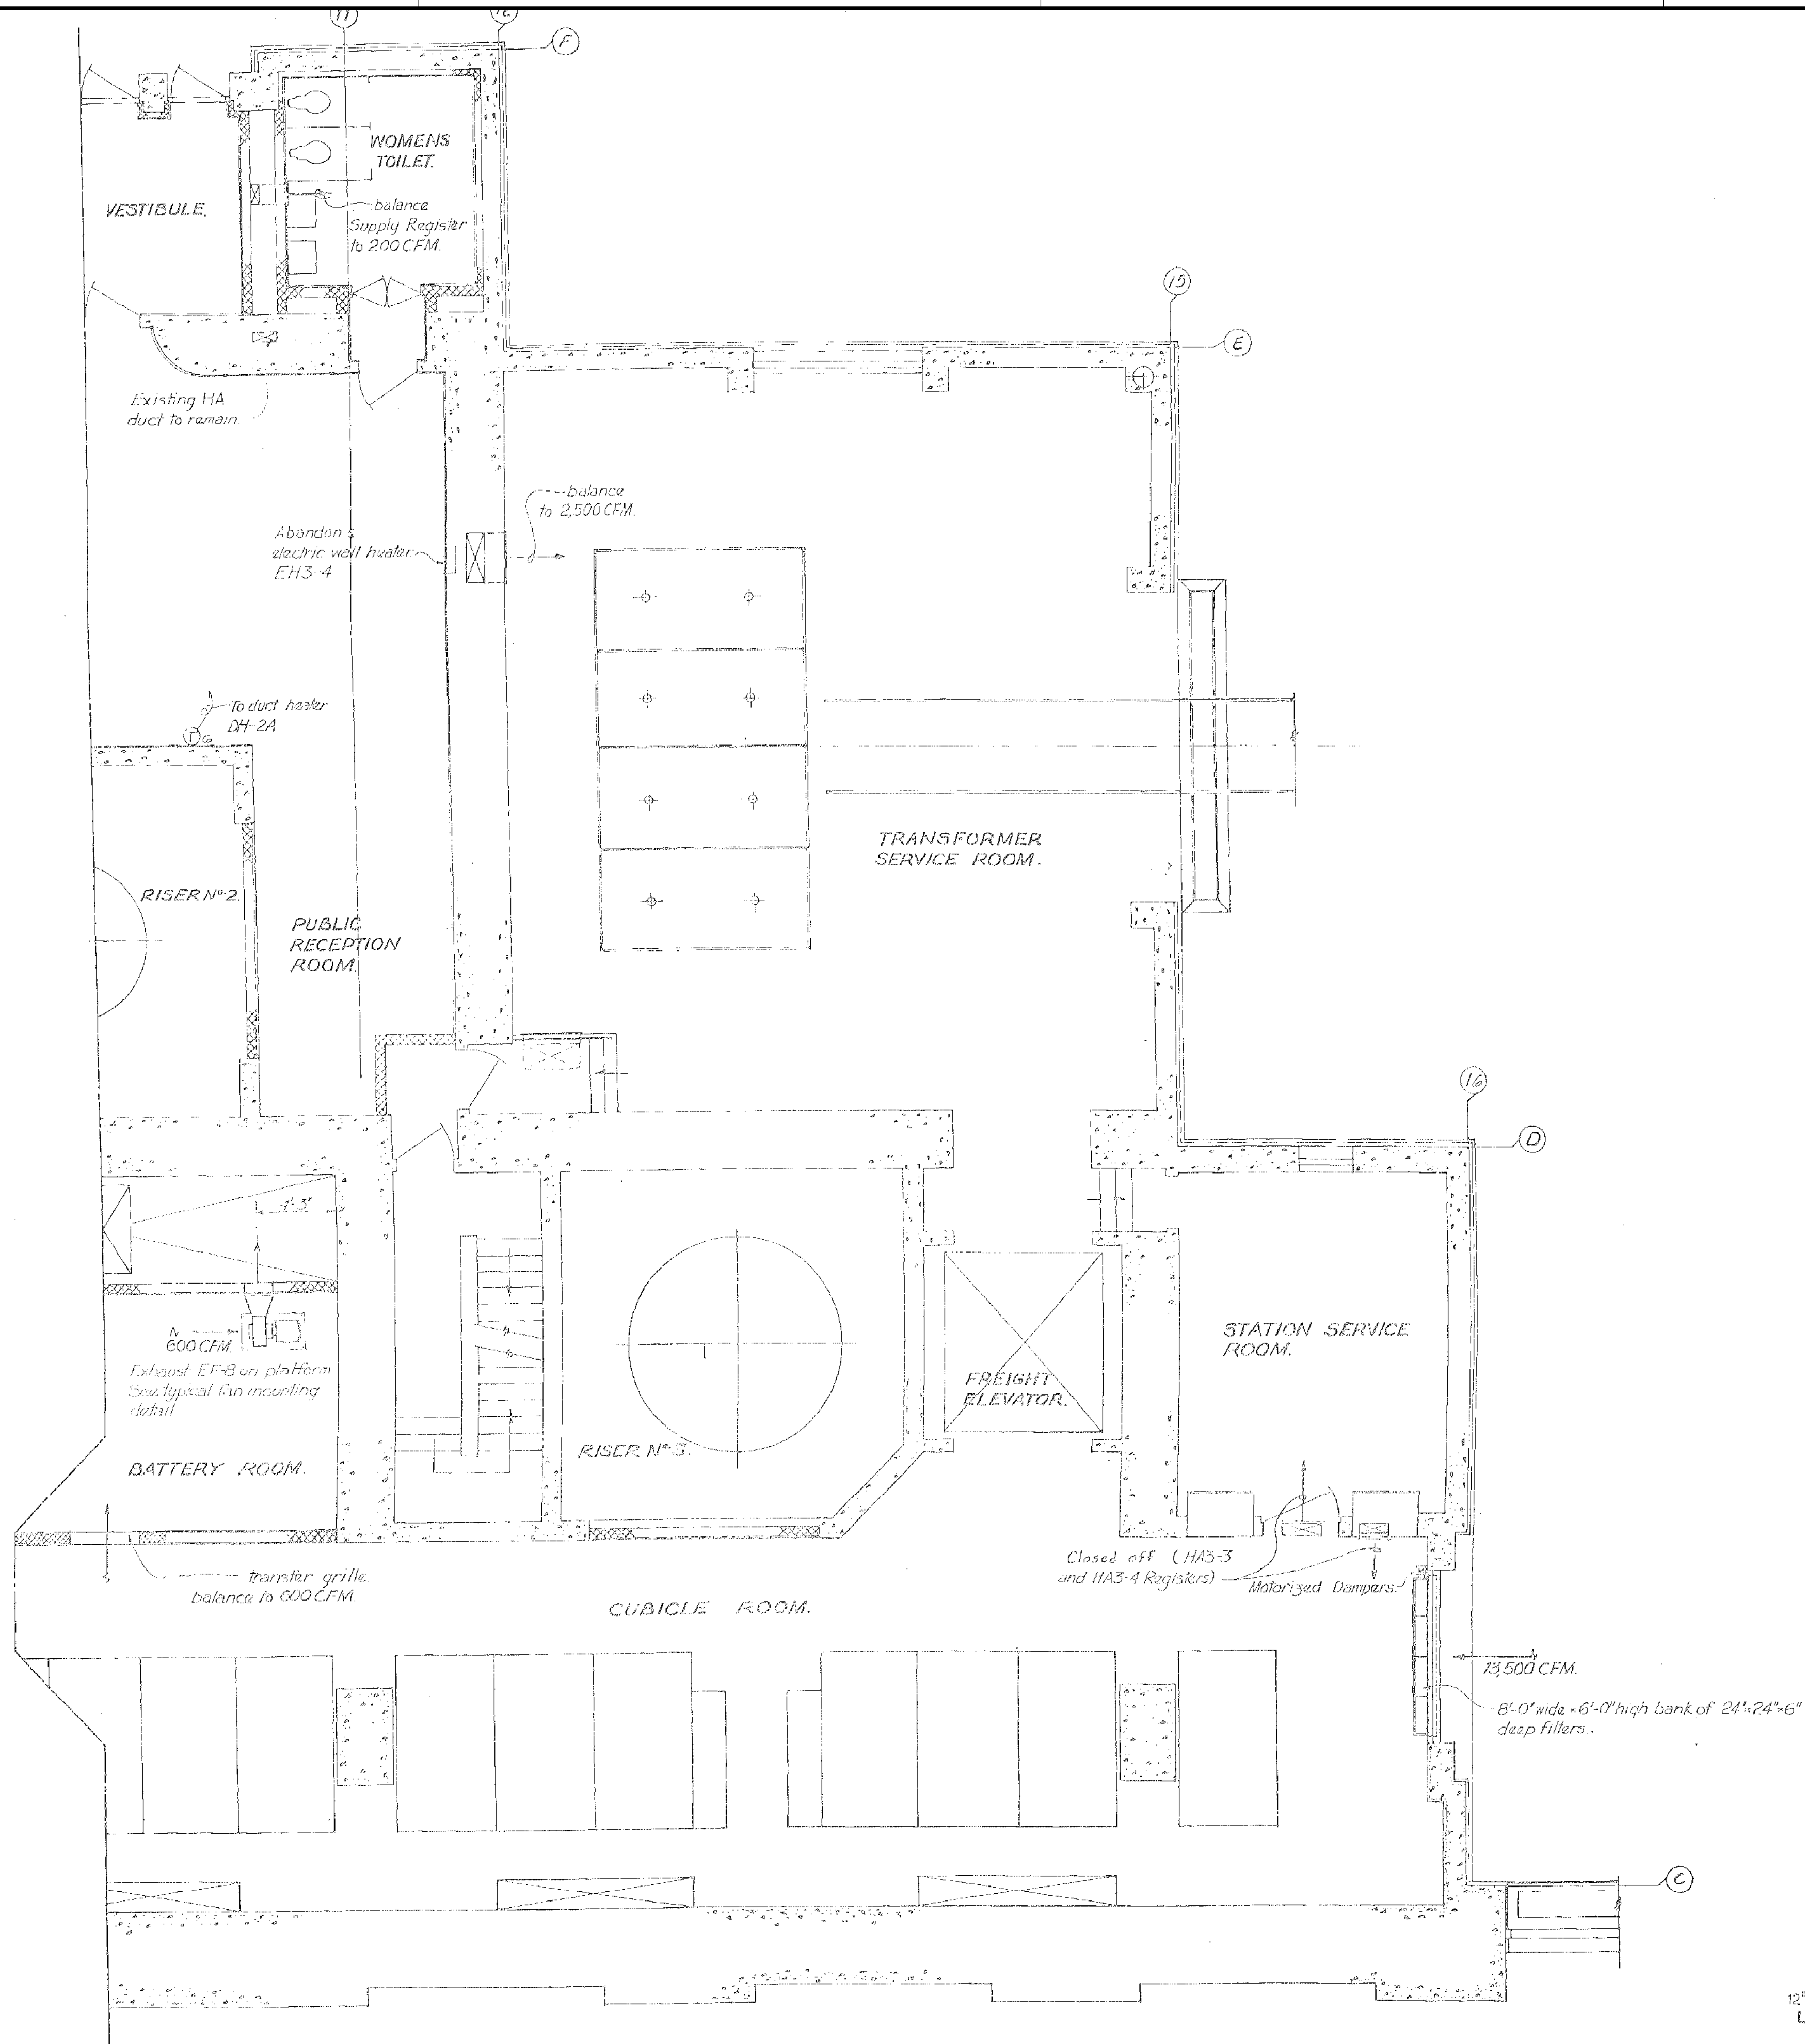 11
12
F
WOMENS
TOILET.
VESTIBULE.
balance
Supply Register
to 200 CFM.
15
E
Existing HA
duct to remain.
balance
to 2,500 CFM.
Abandon
electric wall heater
EH3-4
To duct heater
DH-2A
T
G
TRANSFORMER
SERVICE ROOM.
RISER Nº 2.
PUBLIC
RECEPTION
ROOM.
16
D
4'-3"
STATION SERVICE
ROOM.
600 CFM.
Exhaust EF-8 on platform
See typical fan mounting
detail
FREIGHT
ELEVATOR.
RISER Nº 3.
BATTERY ROOM.
Closed off (HA3-3
and HA3-4 Registers)
Motorized Dampers.
transfer grille.
balance to 600 CFM.
CUBICLE ROOM.
13,500 CFM.
8'-0" wide × 6'-0" high bank of 24"×24"×6"
deep filters.
C
12"